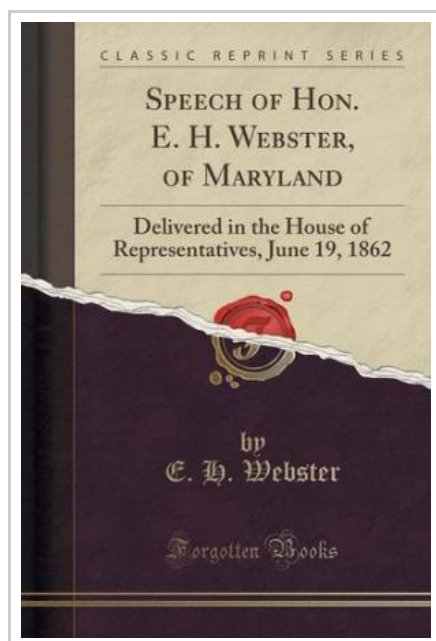 CLASSIC REPRINT SERIES
SPEECH OF HON.
E. H. WEBSTER,
OF MARYLAND
Delivered in the House of
Representatives, June 19, 1862
by
E. H. Webster
Forgotten Books